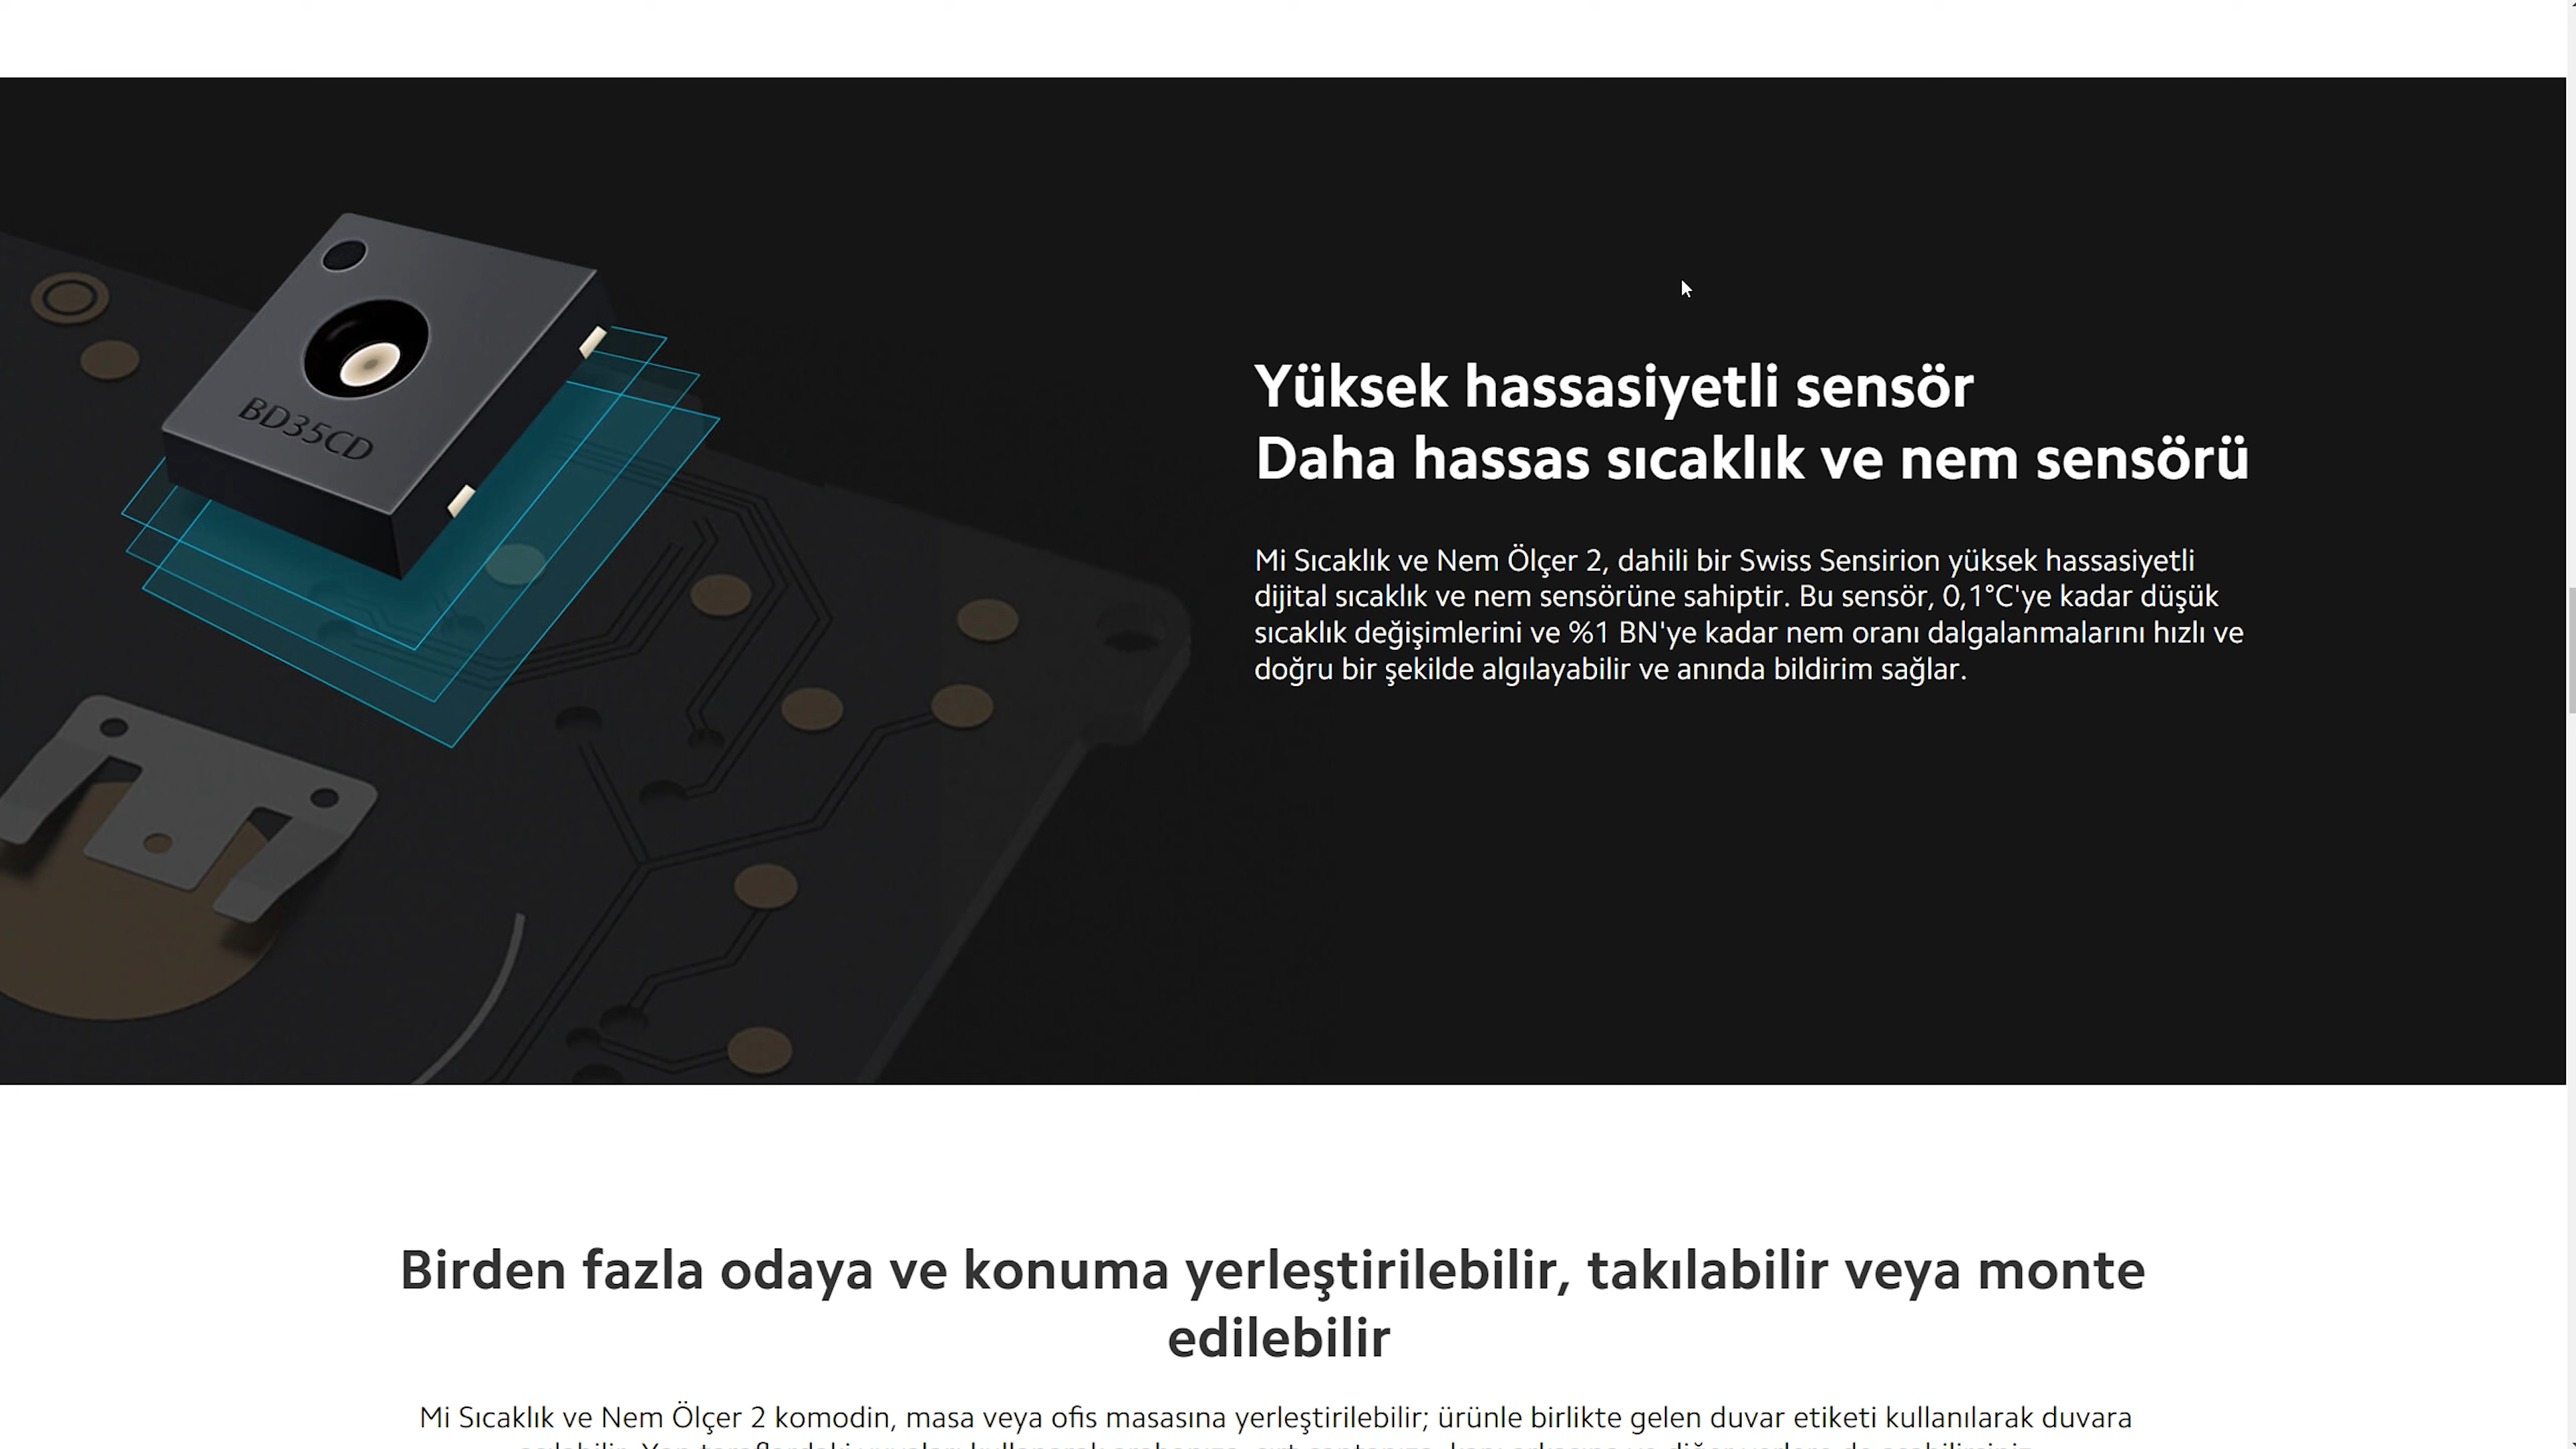 BD35CD
Yüksek hassasiyetli sensör
Daha hassas sıcaklık ve nem sensörü
Mi Sıcaklık ve Nem Ölçer 2, dahili bir Swiss Sensirion yüksek hassasiyetli
dijital sıcaklık ve nem sensörüne sahiptir. Bu sensör, 0,1°C'ye kadar düşük
sıcaklık değişimlerini ve %1 BN'ye kadar nem oranı dalgalanmalarını hızlı ve
doğru bir şekilde algılayabilir ve anında bildirim sağlar.
Birden fazla odaya ve konuma yerleştirilebilir, takılabilir veya monte
edilebilir
Mi Sıcaklık ve Nem Ölçer 2 komodin, masa veya ofis masasına yerleştirilebilir; ürünle birlikte gelen duvar etiketi kullanılarak duvara